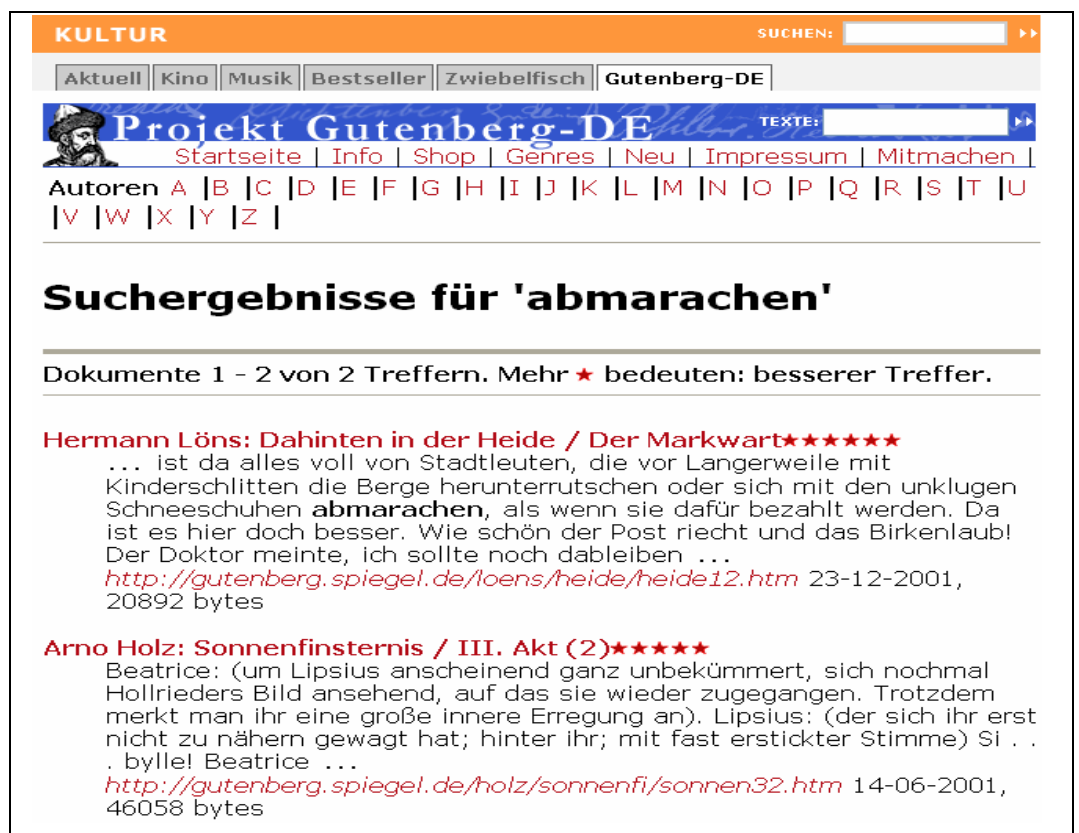 KULTUR SUCHEN:
Aktuell Kino Musik Bestseller Zwiebelfisch Gutenberg-DE
Projekt Gutenberg-DE TEXTE:
Startseite | Info | Shop | Genres | Neu | Impressum | Mitmachen |
Autoren A |B |C |D |E |F |G |H |I |J |K |L |M |N |O |P |Q |R |S |T |U
|V |W |X |Y |Z |
Suchergebnisse für 'abmarachen'
Dokumente 1 - 2 von 2 Treffern. Mehr ★ bedeuten: besserer Treffer.
Hermann Löns: Dahinten in der Heide / Der Markwart★★★★★★
... ist da alles voll von Stadtleuten, die vor Langerweile mit
Kinderschlitten die Berge herunterrutschen oder sich mit den unklugen
Schneeschuhen abmarachen, als wenn sie dafür bezahlt werden. Da
ist es hier doch besser. Wie schön der Post riecht und das Birkenlaub!
Der Doktor meinte, ich sollte noch dableiben ...
http://gutenberg.spiegel.de/loens/heide/heide12.htm 23-12-2001,
20892 bytes
Arno Holz: Sonnenfinsternis / III. Akt (2)★★★★★
Beatrice: (um Lipsius anscheinend ganz unbekümmert, sich nochmal
Hollrieders Bild ansehend, auf das sie wieder zugegangen. Trotzdem
merkt man ihr eine große innere Erregung an). Lipsius: (der sich ihr erst
nicht zu nähern gewagt hat; hinter ihr; mit fast erstickter Stimme) Si . .
. bylle! Beatrice ...
http://gutenberg.spiegel.de/holz/sonnenfi/sonnen32.htm 14-06-2001,
46058 bytes